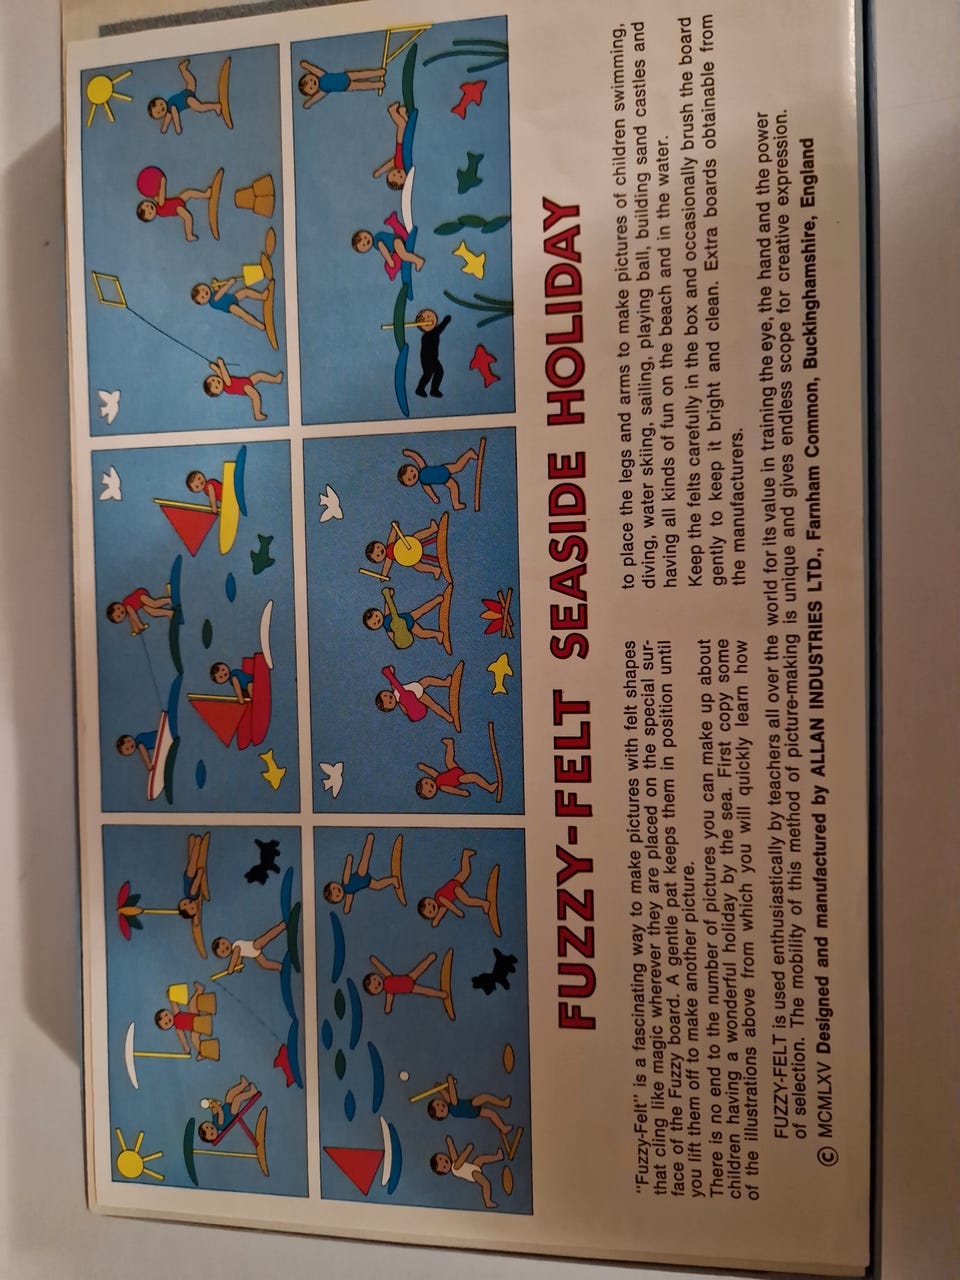 FUZZY-FELT SEASIDE HOLIDAY
"Fuzzy-Felt" is a fascinating way to make pictures with felt shapes
that cling like magic wherever they are placed on the special sur-
face of the Fuzzy board. A gentle pat keeps them in position until
you lift them off to make another picture.
There is no end to the number of pictures you can make up about
children having a wonderful holiday by the sea. First copy some
of the illustrations above from which you will quickly learn how
to place the legs and arms to make pictures of children swimming,
diving, water skiing, sailing, playing ball, building sand castles and
having all kinds of fun on the beach and in the water.
Keep the felts carefully in the box and occasionally brush the board
gently to keep it bright and clean. Extra boards obtainable from
the manufacturers.
FUZZY-FELT is used enthusiastically by teachers all over the world for its value in training the eye, the hand and the power
of selection. The mobility of this method of picture-making is unique and gives endless scope for creative expression.
© MCMLXV Designed and manufactured by ALLAN INDUSTRIES LTD., Farnham Common, Buckinghamshire, England